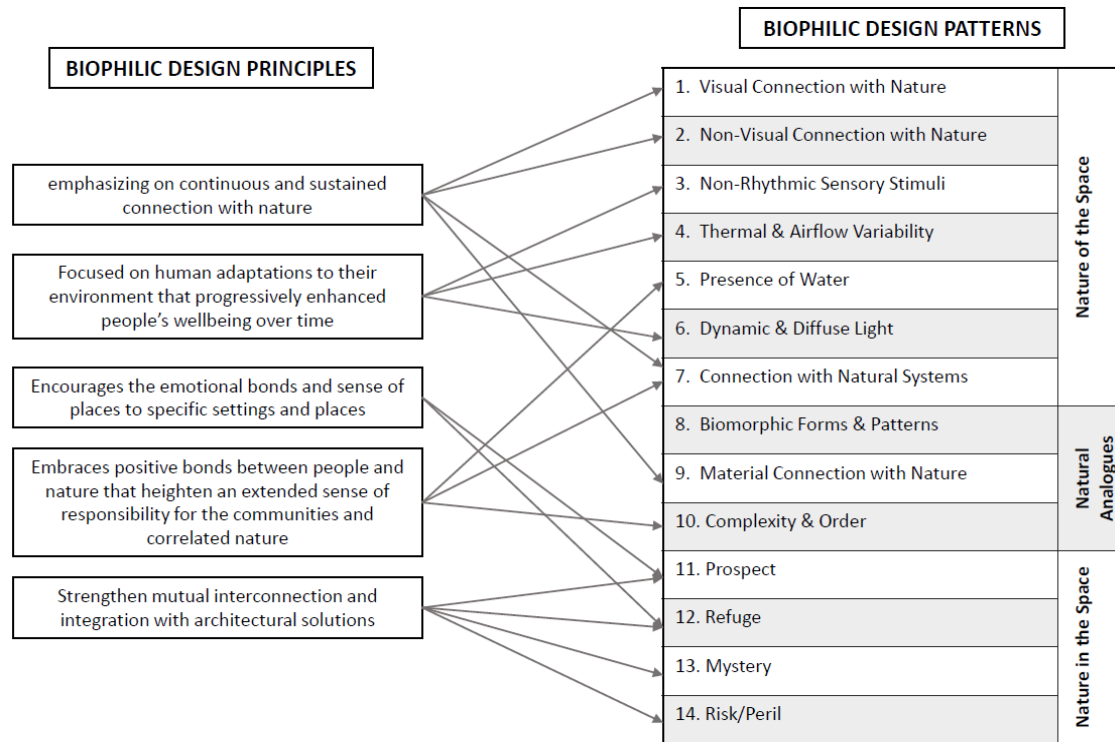 BIOPHILIC DESIGN PRINCIPLES
emphasizing on continuous and sustained
connection with nature
Focused on human adaptations to their
environment that progressively enhanced
people's wellbeing over time
Encourages the emotional bonds and sense of
places to specific settings and places
Embraces positive bonds between people and
nature that heighten an extended sense of
responsibility for the communities and
correlated nature
Strengthen mutual interconnection and
integration with architectural solutions
BIOPHILIC DESIGN PATTERNS
1. Visual Connection with Nature
2. Non-Visual Connection with Nature
3. Non-Rhythmic Sensory Stimuli
4. Thermal & Airflow Variability
5. Presence of Water
6. Dynamic & Diffuse Light
7. Connection with Natural Systems
8. Biomorphic Forms & Patterns
9. Material Connection with Nature
10. Complexity & Order
11. Prospect
12. Refuge
13. Mystery
14. Risk/Peril
Nature of the Space
Natural
Analogues
Nature in the Space